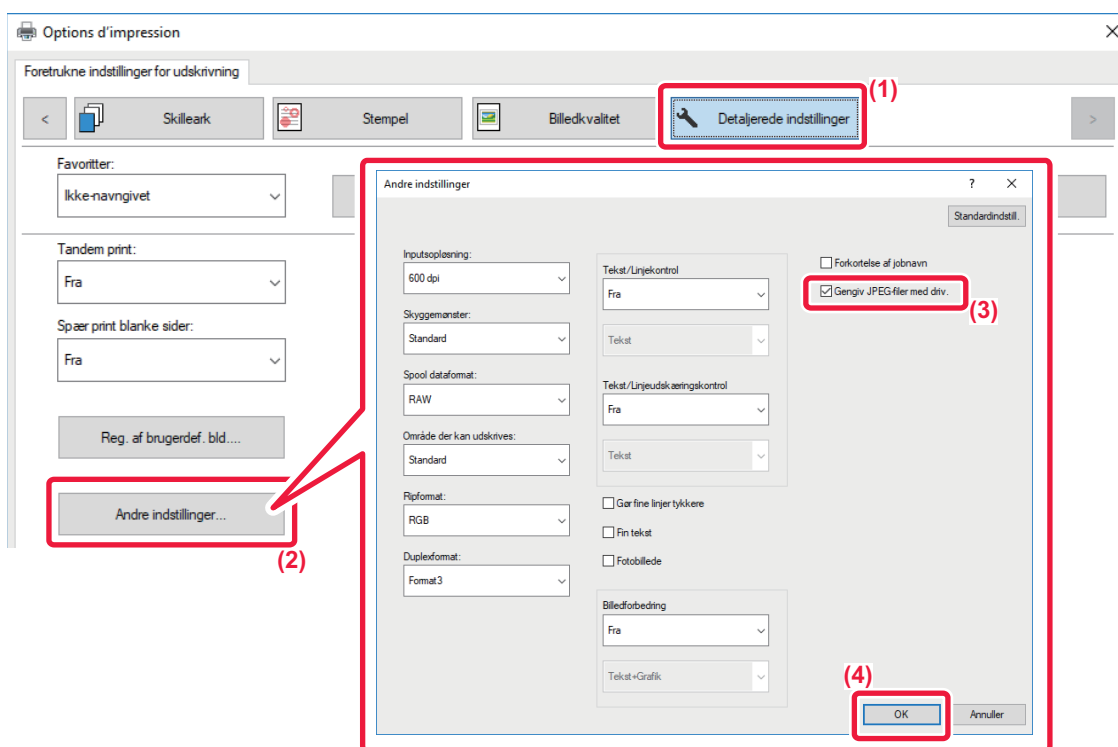 Options d'impression
Foretrukne indstillinger for udskrivning
(1)
< Skilleark Stempel Billedkvalitet Detaljerede indstillinger >
Favoritter:
Ikke-navngivet
Tandem print:
Fra
Spær print blanke sider:
Fra
Reg. af brugerdef. bld....
Andre indstillinger...
(2)
Andre indstillinger ?
Standardindstill.
Inputsopløsning:
600 dpi
Skyggemønster:
Standard
Spool dataformat:
RAW
Område der kan udskrives:
Standard
Ripformat:
RGB
Duplexformat:
Format3
Tekst/Linjekontrol
Fra
Tekst
Tekst/Linjeudskæringskontrol
Fra
Tekst
Gør fine linjer tykkere
Fin tekst
Fotobillede
Billedforbedring
Fra
Tekst+Grafik
Forkortelse af jobnavn
Gengiv JPEG-filer med driv.
(3)
(4)
OK Annuller